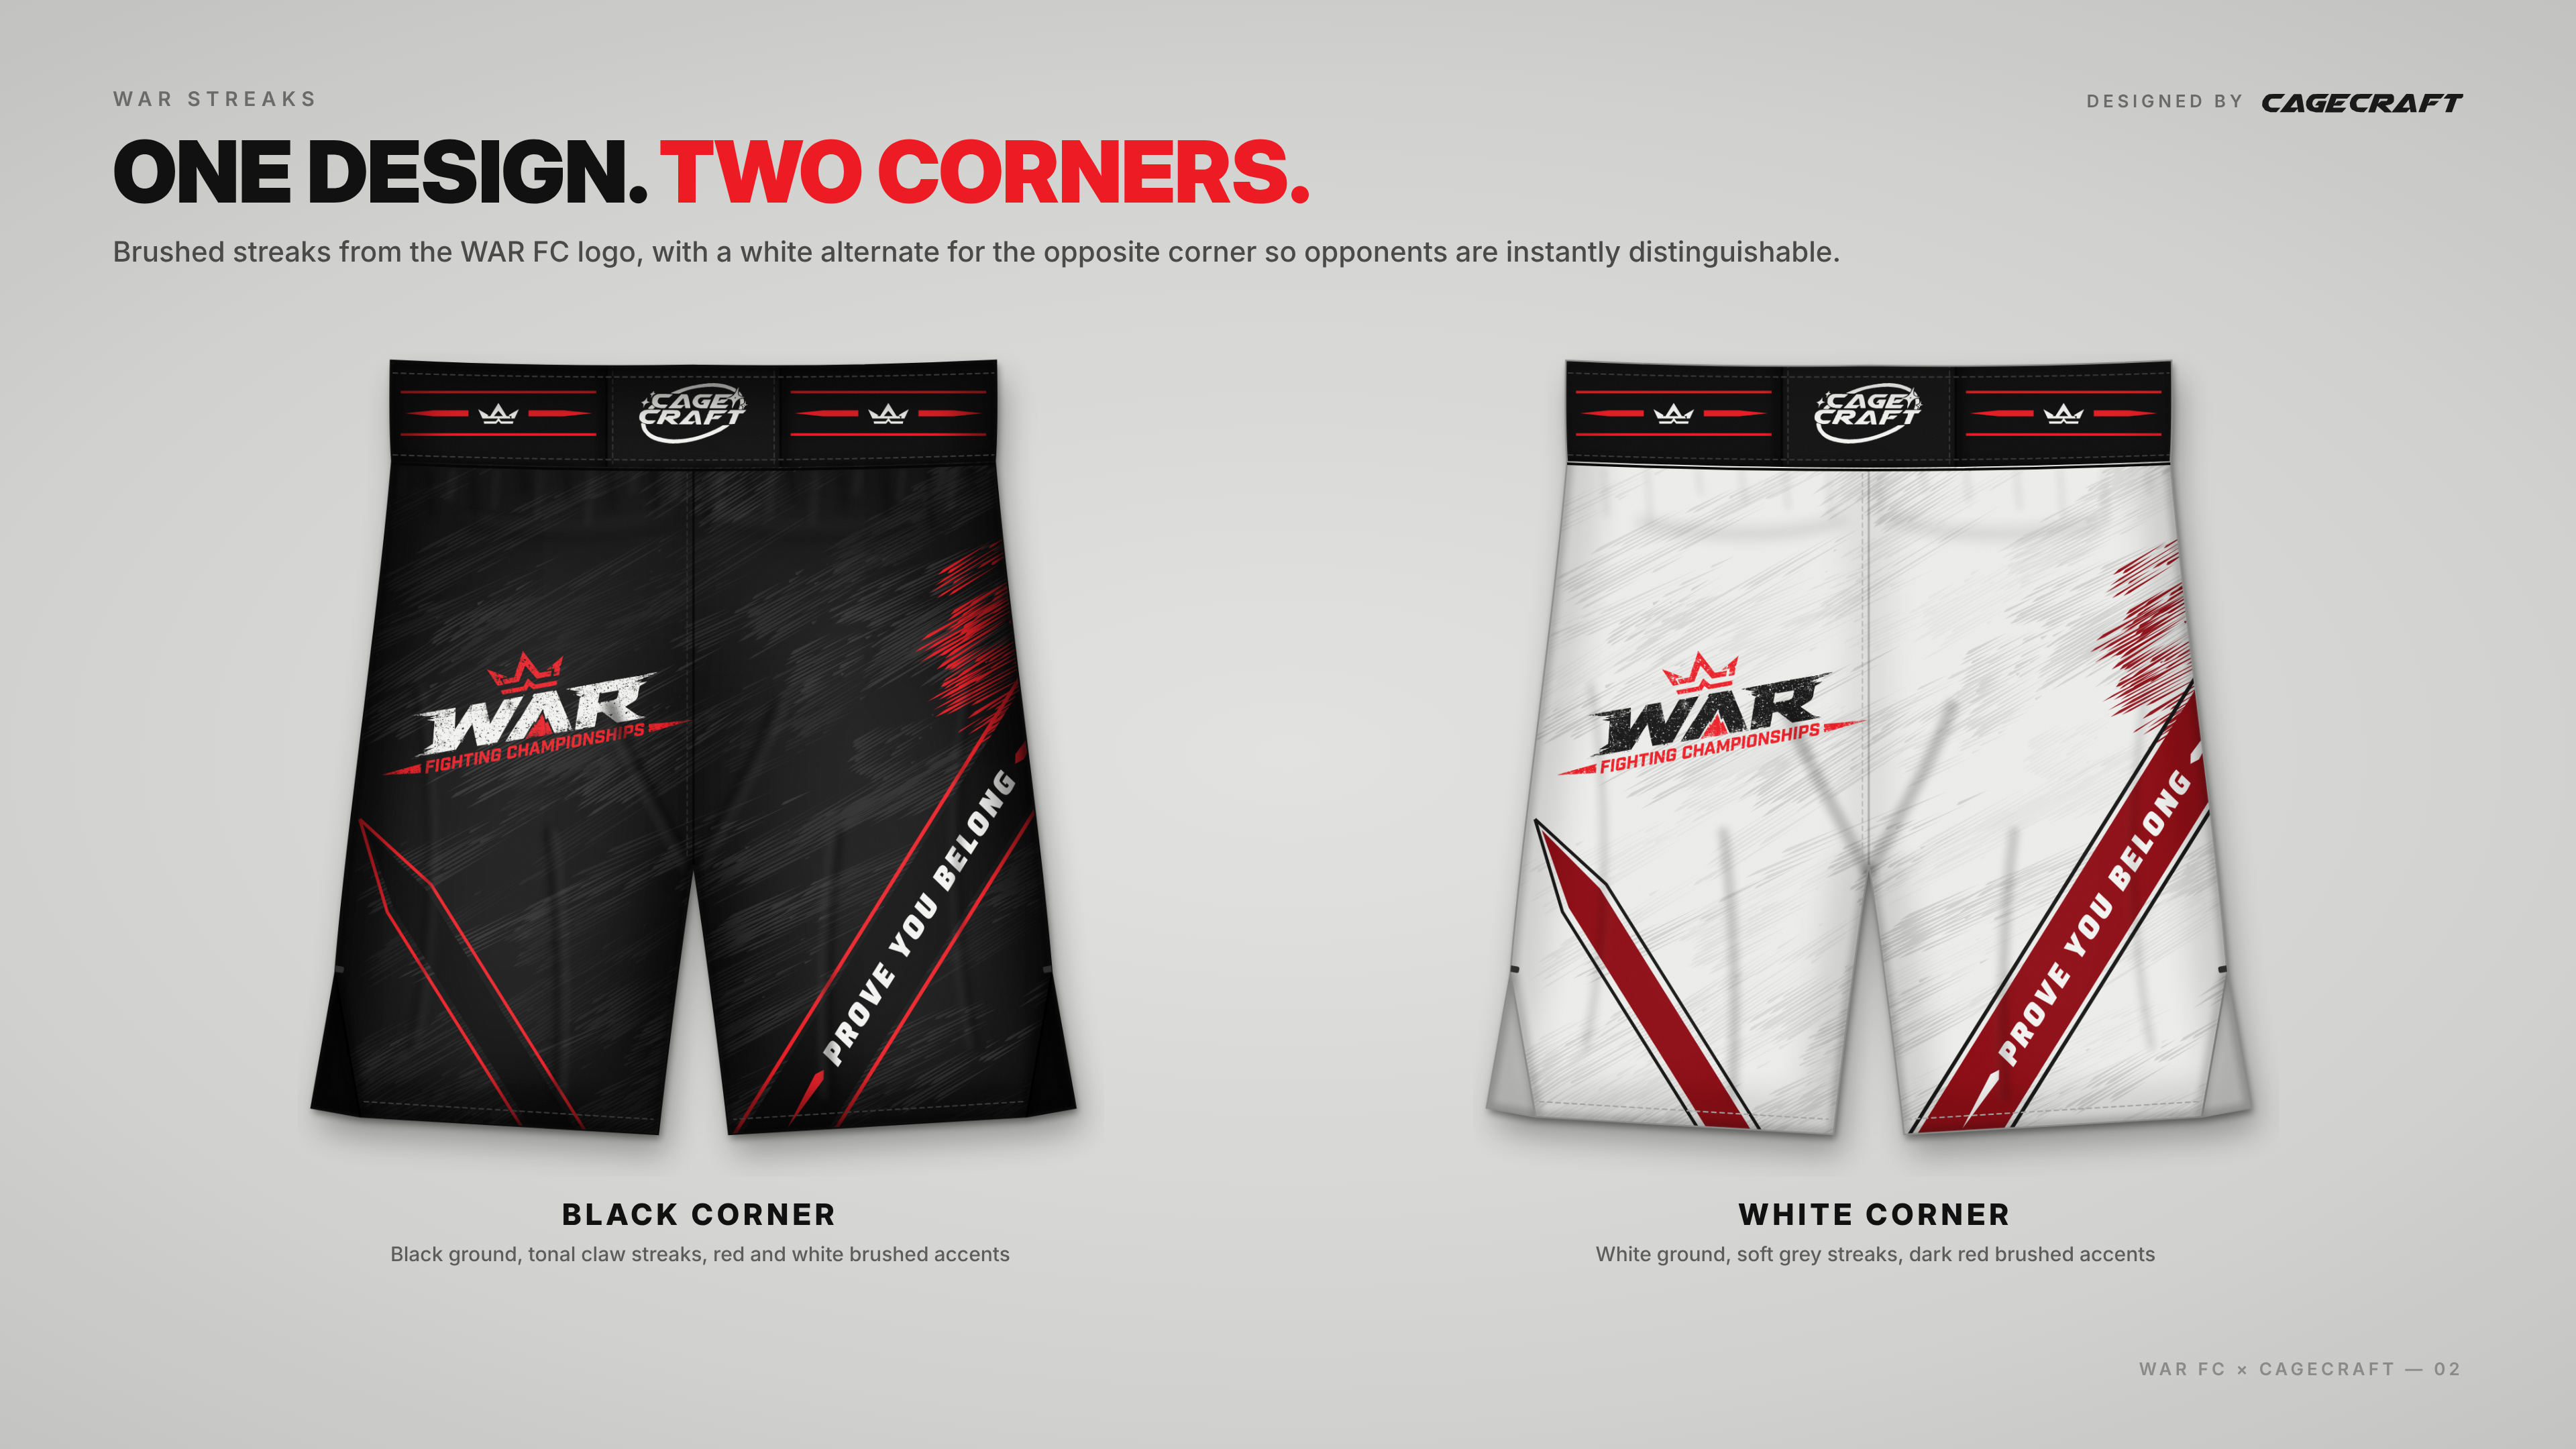 WAR STREAKS
DESIGNED BY CAGECRAFT
ONE DESIGN. TWO CORNERS.
Brushed streaks from the WAR FC logo, with a white alternate for the opposite corner so opponents are instantly distinguishable.
CAGE
CRAFT
WAR
FIGHTING CHAMPIONSHIPS
PROVE YOU BELONG
CAGE
CRAFT
WAR
FIGHTING CHAMPIONSHIPS
PROVE YOU BELONG
BLACK CORNER
Black ground, tonal claw streaks, red and white brushed accents
WHITE CORNER
White ground, soft grey streaks, dark red brushed accents
WAR FC × CAGECRAFT — 02